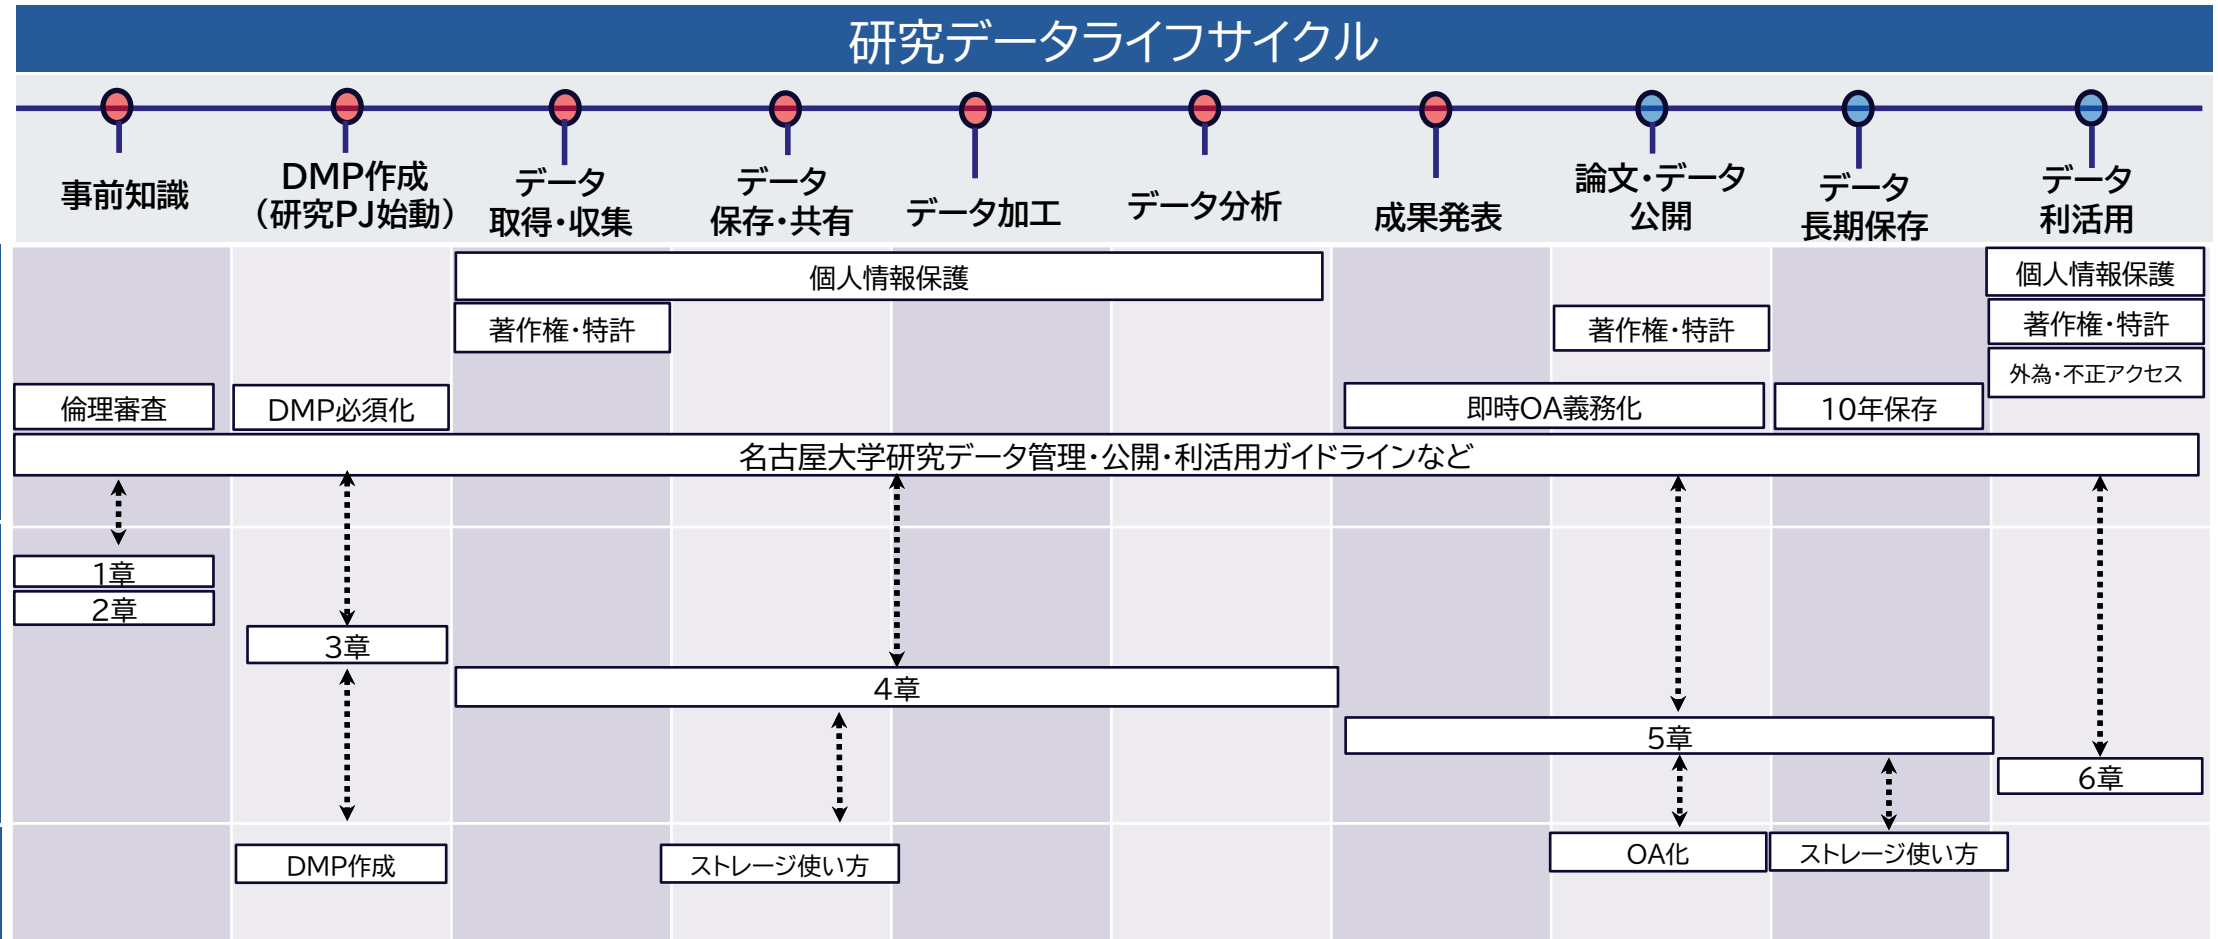 研究データライフサイクル
事前知識
DMP作成
（研究PJ始動）
データ
取得・収集
データ
保存・共有
データ加工
データ分析
成果発表
論文・データ
公開
データ
長期保存
データ
利活用
個人情報保護
個人情報保護
著作権・特許
著作権・特許
著作権・特許
外為・不正アクセス
倫理審査
DMP必須化
即時OA義務化
10年保存
名古屋大学研究データ管理・公開・利活用ガイドラインなど
1章
2章
3章
4章
5章
6章
DMP作成
ストレージ使い方
OA化
ストレージ使い方